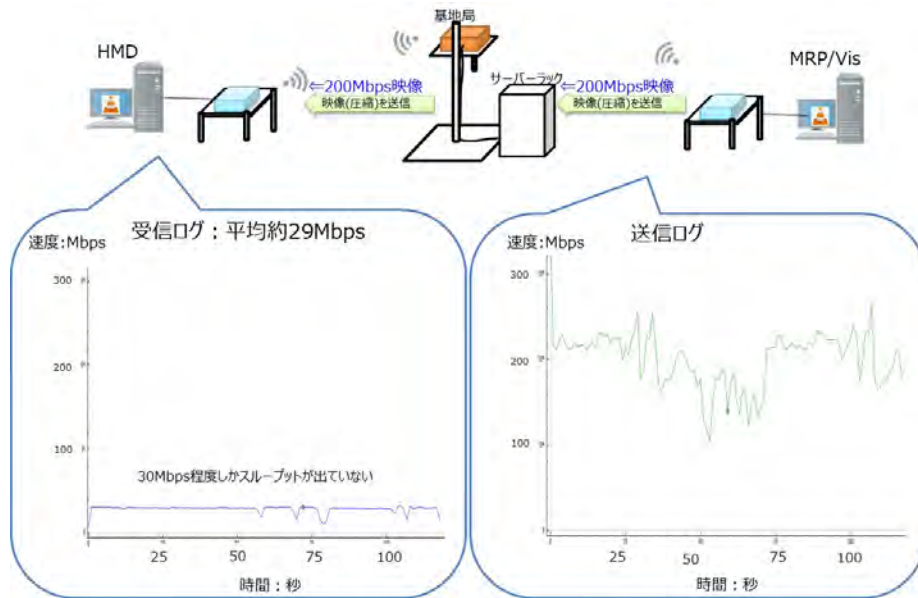 基地局
HMD
MRP/Vis
サーバーラック
⇐200Mbps映像
映像(圧縮)を送信
⇐200Mbps映像
映像(圧縮)を送信
受信ログ：平均約29Mbps
速度:Mbps
300
200
100
30Mbps程度しかスループットが出ていない
25
50
75
100
時間：秒
送信ログ
速度:Mbps
300
200
100
25
50
75
100
時間：秒